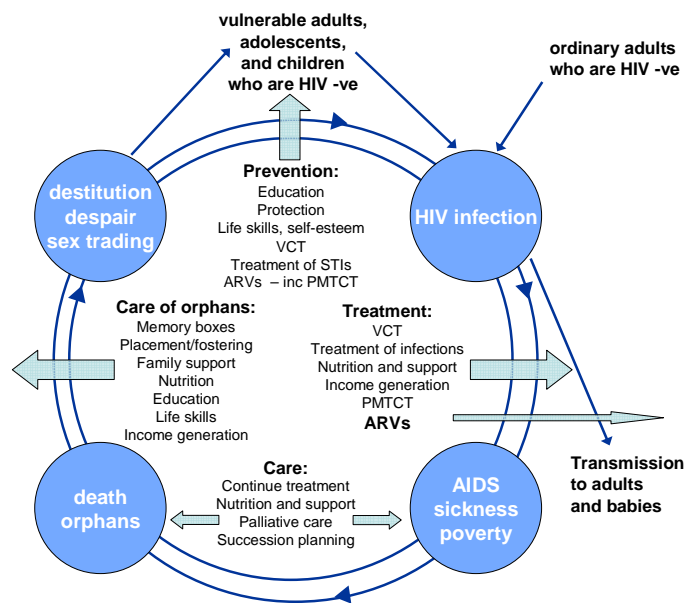 vulnerable adults,
adolescents,
and children
who are HIV -ve
ordinary adults
who are HIV -ve
destitution
despair
sex trading
Prevention:
Education
Protection
Life skills, self-esteem
VCT
Treatment of STIs
ARVs – inc PMTCT
HIV infection
Care of orphans:
Memory boxes
Placement/fostering
Family support
Nutrition
Education
Life skills
Income generation
Treatment:
VCT
Treatment of infections
Nutrition and support
Income generation
PMTCT
ARVs
Transmission
to adults
and babies
death
orphans
Care:
Continue treatment
Nutrition and support
Palliative care
Succession planning
AIDS
sickness
poverty